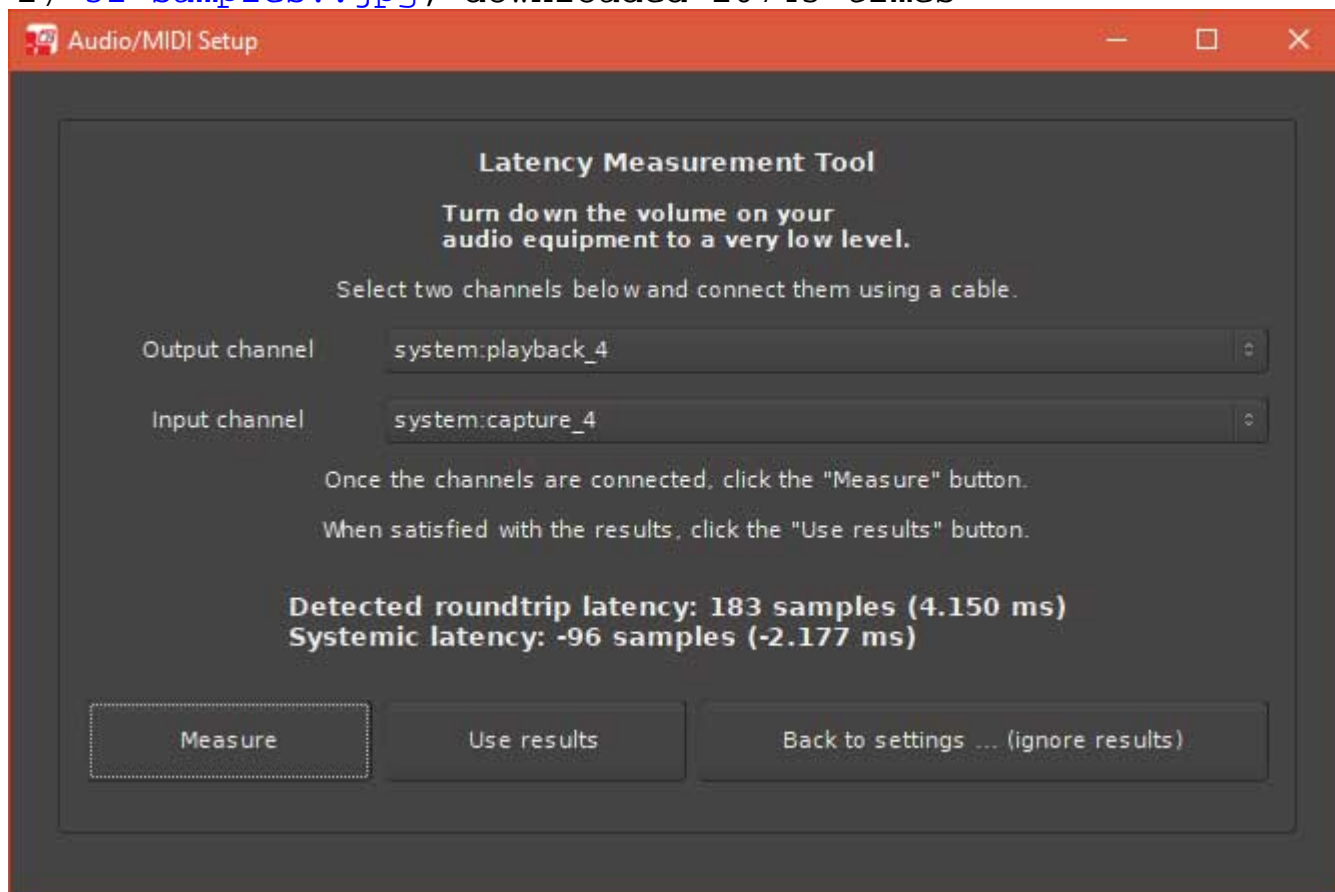 Audio/MIDI Setup
Latency Measurement Tool
Turn down the volume on your
audio equipment to a very low level.
Select two channels below and connect them using a cable.
Output channel system:playback_4
Input channel system:capture_4
Once the channels are connected, click the "Measure" button.
When satisfied with the results, click the "Use results" button.
Detected roundtrip latency: 183 samples (4.150 ms)
Systemic latency: -96 samples (-2.177 ms)
Measure Use results Back to settings ... (ignore results)